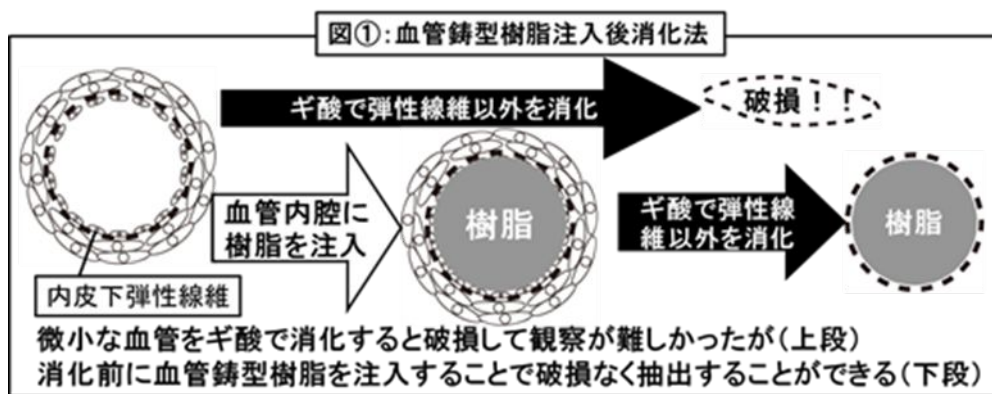 図①:血管鋳型樹脂注入後消化法
ギ酸で弾性線維以外を消化
破損!!
血管内腔に
樹脂を注入
樹脂
ギ酸で弾性線
維以外を消化
樹脂
内皮下弾性線維
微小な血管をギ酸で消化すると破損して観察が難しかったが(上段)
消化前に血管鋳型樹脂を注入することで破損なく抽出することができる(下段)